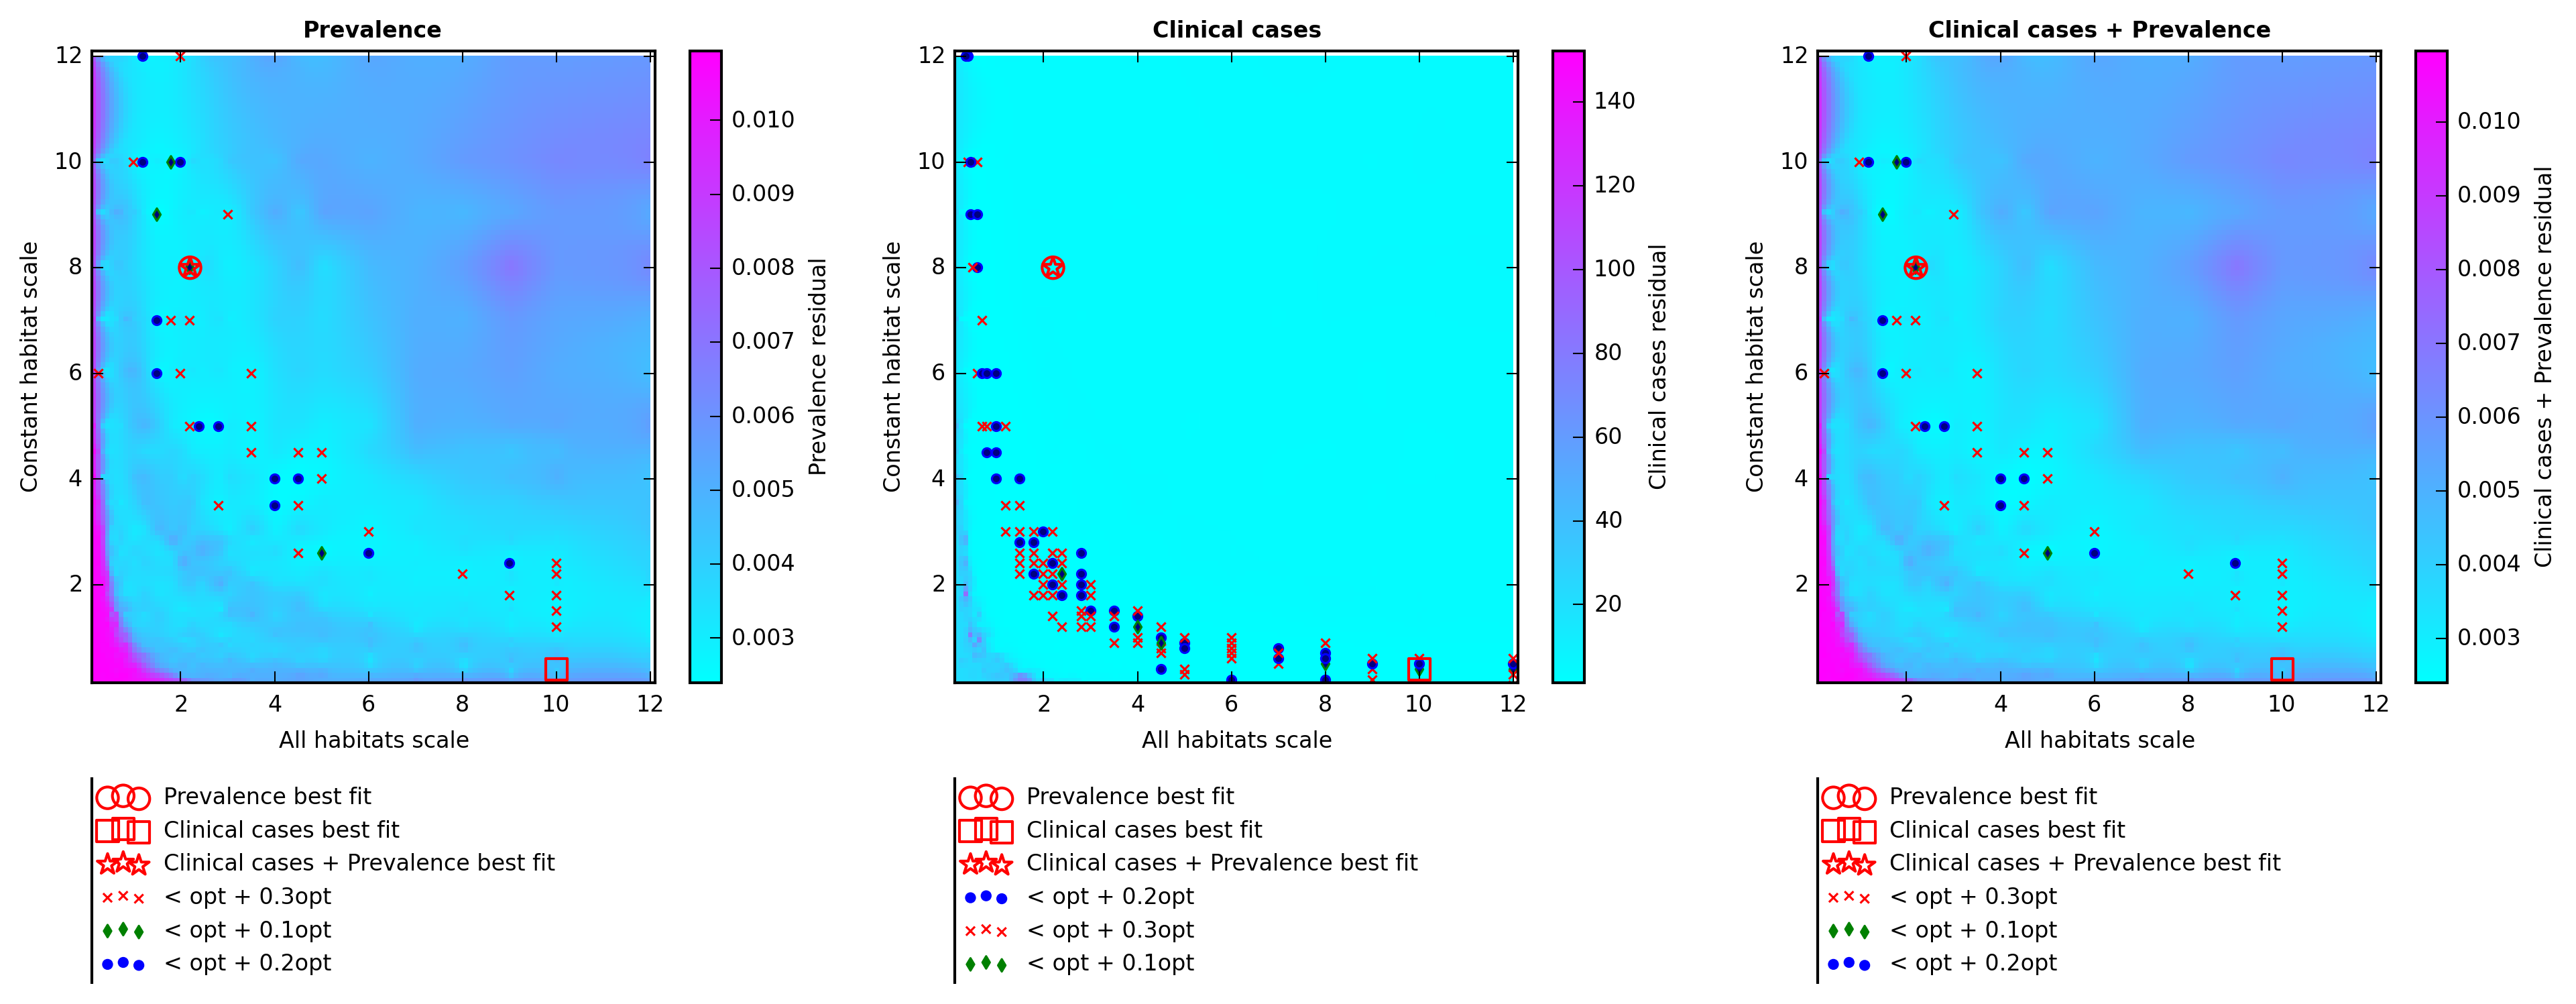 Prevalence
12
10
8
6
4
2
2 4 6 8 10 12
Constant habitat scale
All habitats scale
0.010
0.009
0.008
0.007
0.006
0.005
0.004
0.003
Prevalence residual
Prevalence best fit
Clinical cases best fit
Clinical cases + Prevalence best fit
< opt + 0.3opt
< opt + 0.1opt
< opt + 0.2opt
Clinical cases
12
10
8
6
4
2
2 4 6 8 10 12
Constant habitat scale
All habitats scale
140
120
100
80
60
40
20
Clinical cases residual
Prevalence best fit
Clinical cases best fit
Clinical cases + Prevalence best fit
< opt + 0.2opt
< opt + 0.3opt
< opt + 0.1opt
Clinical cases + Prevalence
12
10
8
6
4
2
2 4 6 8 10 12
Constant habitat scale
All habitats scale
0.010
0.009
0.008
0.007
0.006
0.005
0.004
0.003
Clinical cases + Prevalence residual
Prevalence best fit
Clinical cases best fit
Clinical cases + Prevalence best fit
< opt + 0.3opt
< opt + 0.1opt
< opt + 0.2opt